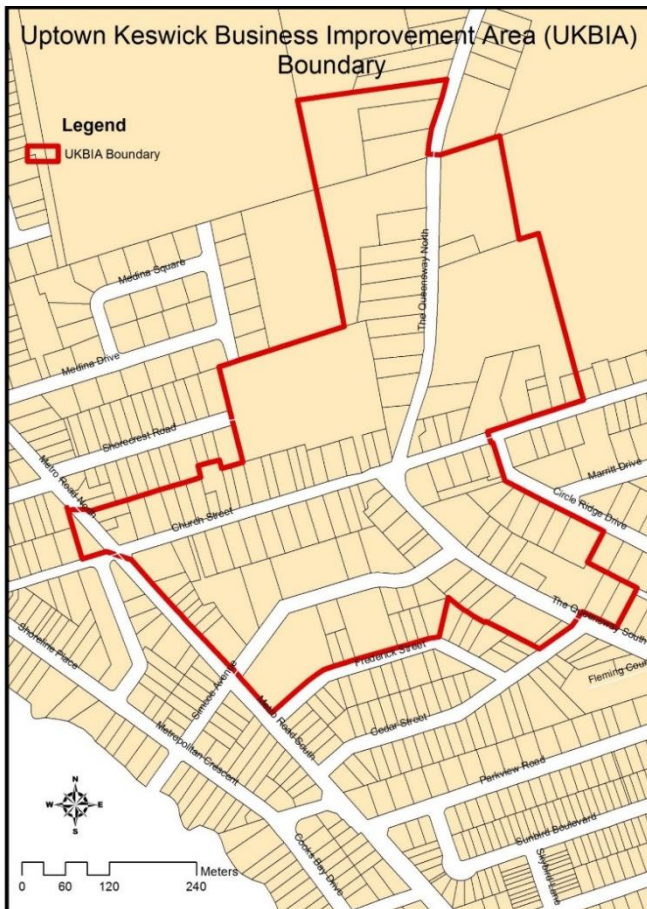 Uptown Keswick Business Improvement Area (UKBIA)
Boundary
Legend
UKBIA Boundary
The Queensway North
Medina Square
Medina Drive
Shorecrest Road
Metro Road North
Church Street
Marritt Drive
Circle Ridge Drive
The Queensway South
Fleming Court
Frederick Street
Shoreline Place
Simcoe Avenue
Metro Road South
Cedar Street
Metropolitan Crescent
Parkview Road
Sunbird Boulevard
Skybird Lane
Cooks Bay Drive
N
W E
S
Meters
0 60 120 240